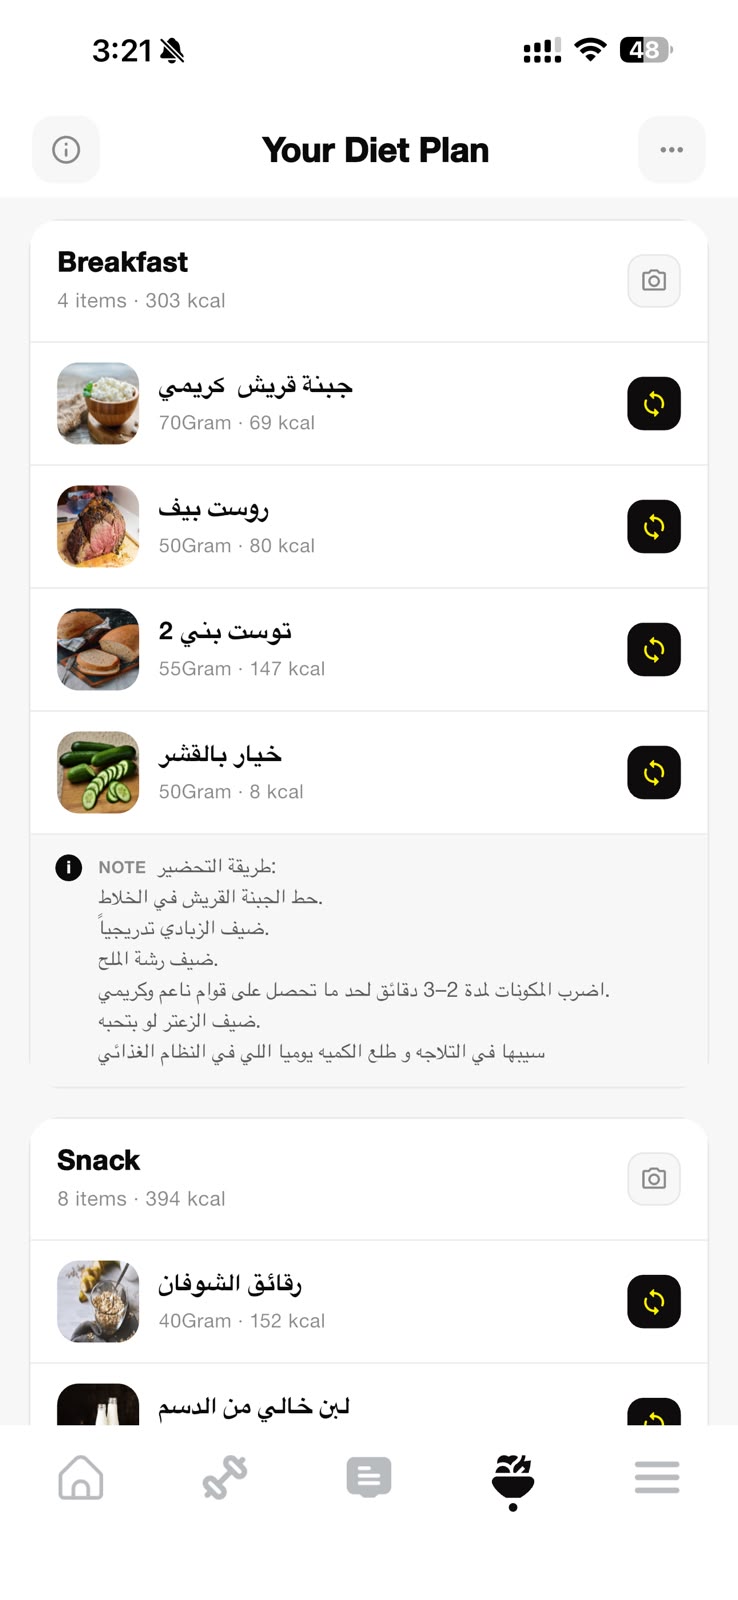 3:21
48
Your Diet Plan
Breakfast
4 items · 303 kcal
جبنة قريش كريمي
70Gram · 69 kcal
روست بيف
50Gram · 80 kcal
توست بني 2
55Gram · 147 kcal
خيار بالقشر
50Gram · 8 kcal
NOTE طريقة التحضير:
حط الجبنة القريش في الخلاط.
ضيف الزبادي تدريجياً.
ضيف رشة الملح.
اضرب المكونات لمدة 2–3 دقائق لحد ما تحصل على قوام ناعم وكريمي.
ضيف الزعتر لو بتحبه.
سيبها في التلاجه و طلع الكميه يوميا اللي في النظام الغذائي
Snack
8 items · 394 kcal
رقائق الشوفان
40Gram · 152 kcal
لبن خالي من الدسم